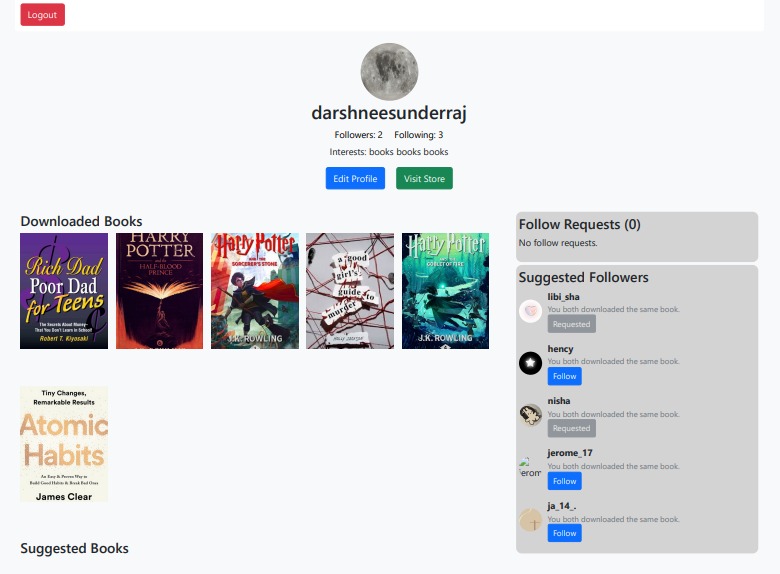 Logout
darshneesunderraj
Followers: 2 Following: 3
Interests: books books books
Edit Profile Visit Store
Downloaded Books
Rich Dad
Poor Dad
for Teens
The Secrets About Money-
That You Don't Learn in School!
Robert T. Kiyosaki
HARRY
POTTER
and the
HALF-BLOOD
PRINCE
Harry Potter
AND THE
SORCERER'S STONE
J.K. ROWLING
a good
girl's
guide to
murder
HOLLY JACKSON
Harry Potter
AND THE
GOBLET OF FIRE
J.K. ROWLING
Tiny Changes,
Remarkable Results
Atomic
Habits
An Easy & Proven Way to
Build Good Habits & Break Bad Ones
James Clear
Suggested Books
Follow Requests (0)
No follow requests.
Suggested Followers
libi_sha
You both downloaded the same book.
Requested
hency
You both downloaded the same book.
Follow
nisha
You both downloaded the same book.
Requested
jerome_17
You both downloaded the same book.
Follow
ja_14_.
You both downloaded the same book.
Follow